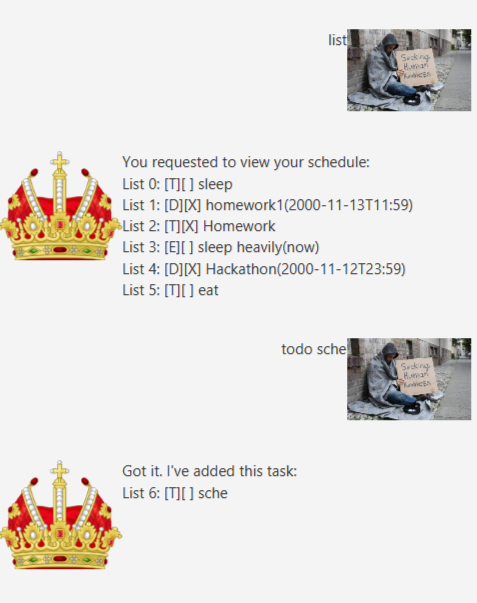 list
Seeking
Human
Kindness
You requested to view your schedule:
List 0: [T][ ] sleep
List 1: [D][X] homework1(2000-11-13T11:59)
List 2: [T][X] Homework
List 3: [E][ ] sleep heavily(now)
List 4: [D][X] Hackathon(2000-11-12T23:59)
List 5: [T][ ] eat
todo sche
Seeking
Human
Kindness
Got it. I've added this task:
List 6: [T][ ] sche